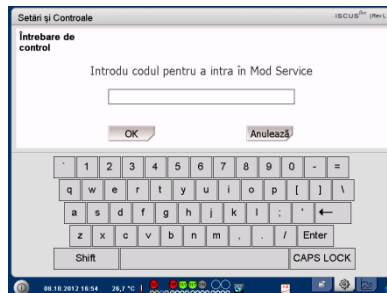 Setări și Controale
ISCUSflex
Întrebare de
control
Introdu codul pentru a intra în Mod Service
OK
Anulează
` 1 2 3 4 5 6 7 8 9 0 - =
q w e r t y u i o p [ ] \
a s d f g h j k l ; ' ←
z x c v b n m , . / Enter
Shift
CAPS LOCK
08.10.2012 16:54
26,7 °C